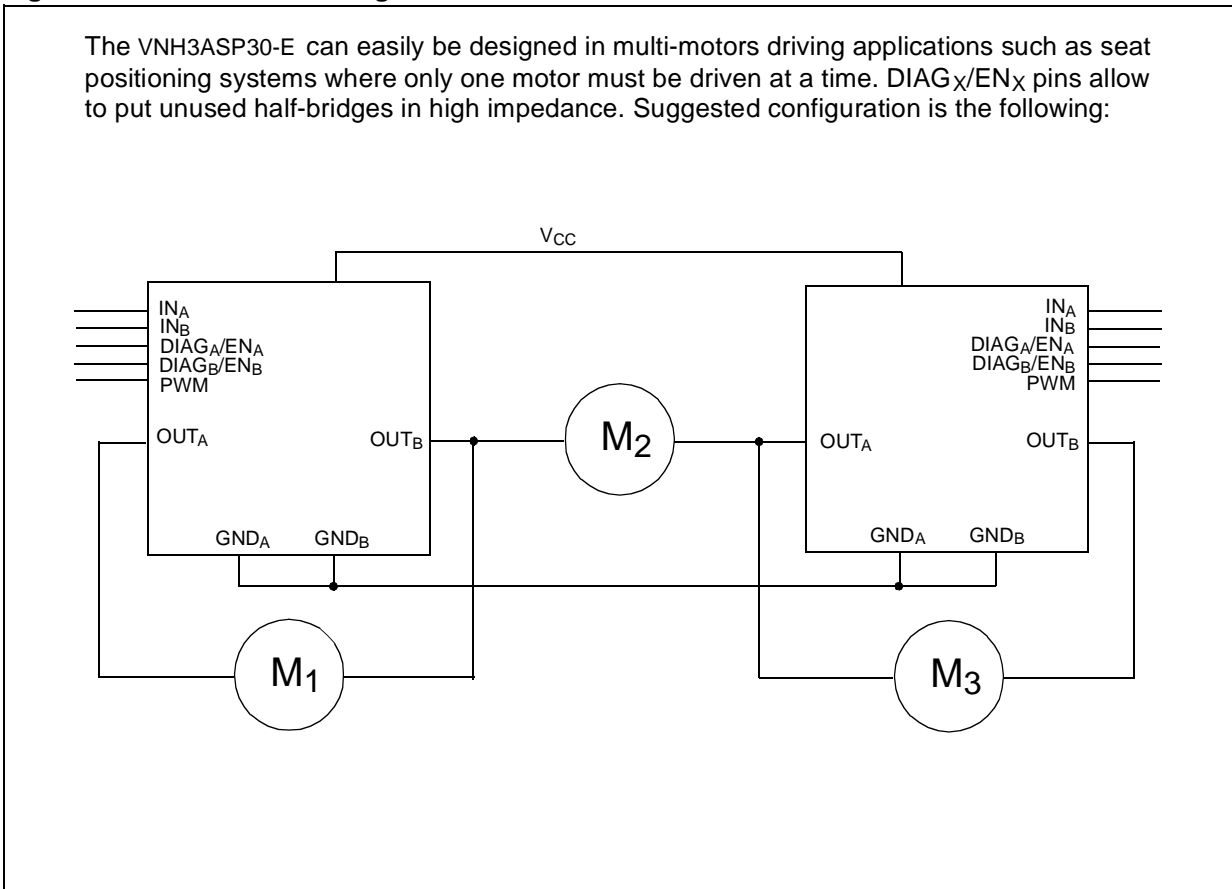 The VNH3ASP30-E can easily be designed in multi-motors driving applications such as seat
positioning systems where only one motor must be driven at a time. DIAGX/ENX pins allow
to put unused half-bridges in high impedance. Suggested configuration is the following:
VCC
INA
INB
DIAGA/ENA
DIAGB/ENB
PWM
OUTA
OUTB
GNDA
GNDB
M1
M2
INA
INB
DIAGA/ENA
DIAGB/ENB
PWM
OUTA
OUTB
GNDA
GNDB
M3